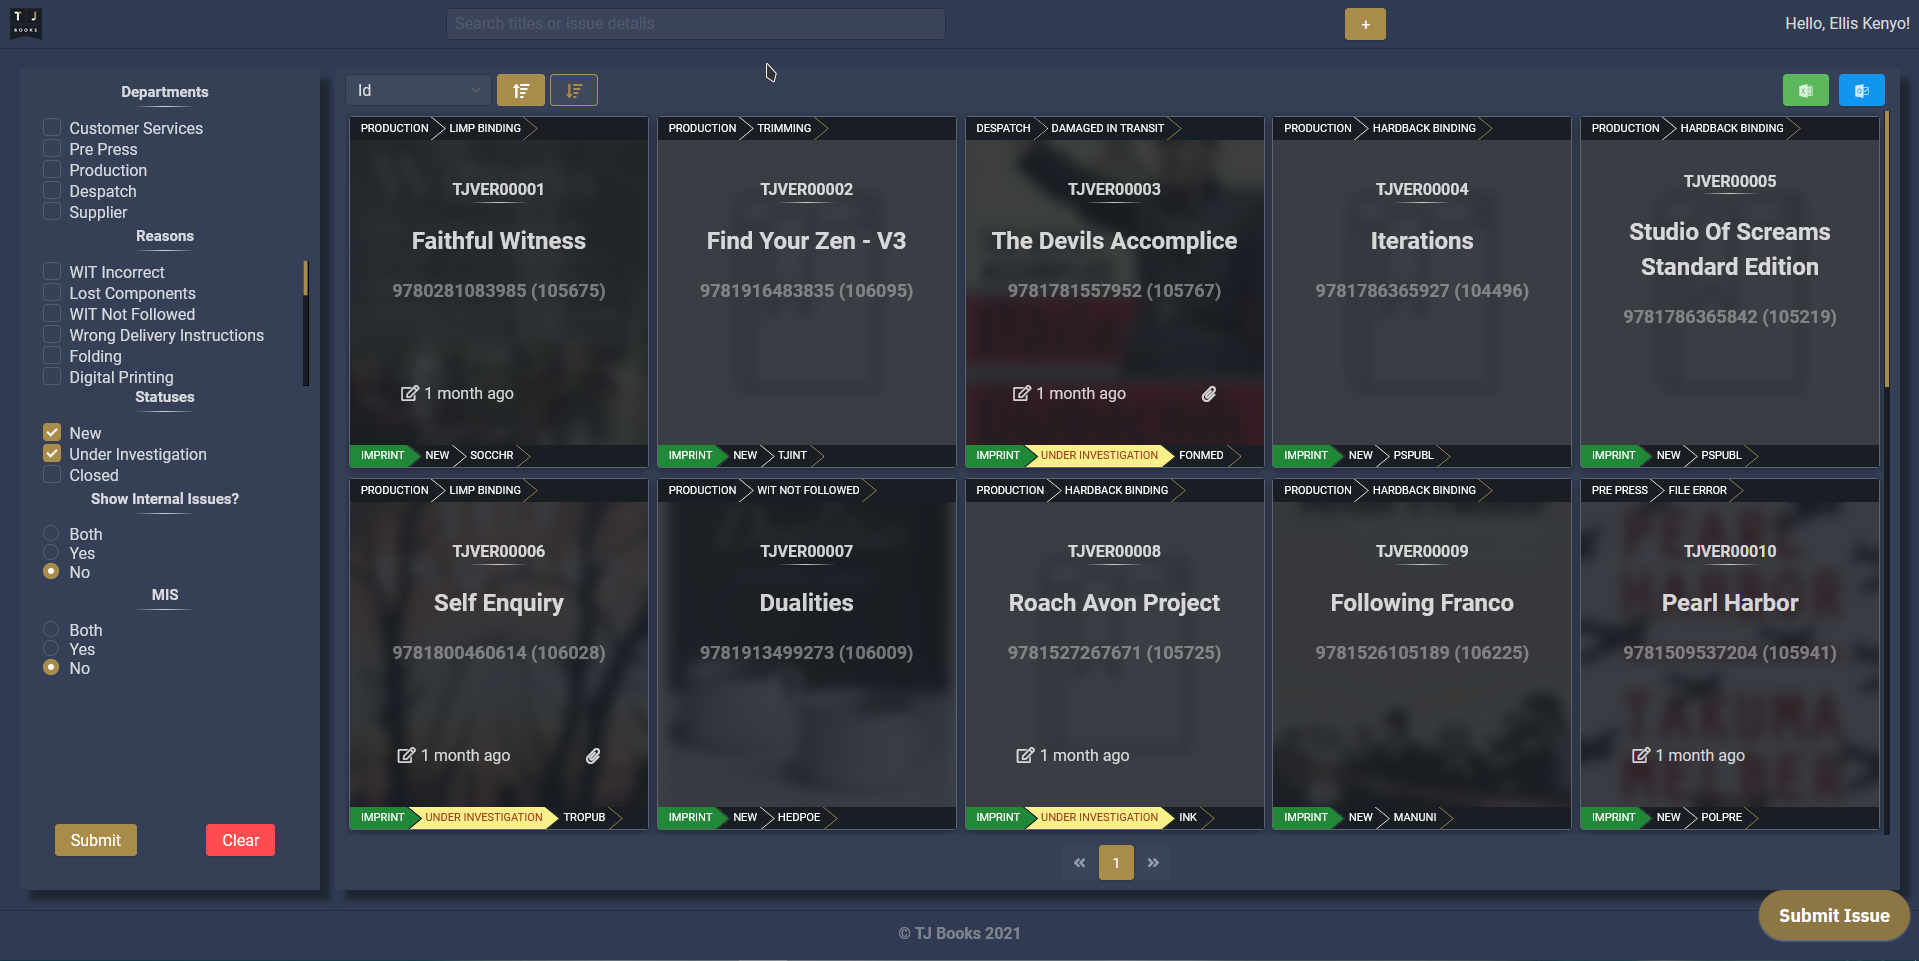 T J
BOOKS
Search titles or issue details
+
Hello, Ellis Kenyo!
Departments
Customer Services
Pre Press
Production
Despatch
Supplier
Reasons
WIT Incorrect
Lost Components
WIT Not Followed
Wrong Delivery Instructions
Folding
Digital Printing
Statuses
New
Under Investigation
Closed
Show Internal Issues?
Both
Yes
No
MIS
Both
Yes
No
Submit
Clear
Id
PRODUCTION LIMP BINDING
TJVER00001
Faithful Witness
9780281083985 (105675)
1 month ago
IMPRINT NEW SOCCHR
PRODUCTION TRIMMING
TJVER00002
Find Your Zen - V3
9781916483835 (106095)
IMPRINT NEW TJINT
DESPATCH DAMAGED IN TRANSIT
TJVER00003
The Devils Accomplice
9781781557952 (105767)
1 month ago
IMPRINT UNDER INVESTIGATION FONMED
PRODUCTION HARDBACK BINDING
TJVER00004
Iterations
9781786365927 (104496)
IMPRINT NEW PSPUBL
PRODUCTION HARDBACK BINDING
TJVER00005
Studio Of Screams
Standard Edition
9781786365842 (105219)
IMPRINT NEW PSPUBL
PRODUCTION LIMP BINDING
TJVER00006
Self Enquiry
9781800460614 (106028)
1 month ago
IMPRINT UNDER INVESTIGATION TROPUB
PRODUCTION WIT NOT FOLLOWED
TJVER00007
Dualities
9781913499273 (106009)
IMPRINT NEW HEDPOE
PRODUCTION HARDBACK BINDING
TJVER00008
Roach Avon Project
9781527267671 (105725)
1 month ago
IMPRINT UNDER INVESTIGATION INK
PRODUCTION HARDBACK BINDING
TJVER00009
Following Franco
9781526105189 (106225)
IMPRINT NEW MANUNI
PRE PRESS FILE ERROR
PEARL
HARBOR
TJVER00010
Pearl Harbor
9781509537204 (105941)
TAKUMA
MELBER
1 month ago
IMPRINT NEW POLPRE
« 1 »
Submit Issue
© TJ Books 2021